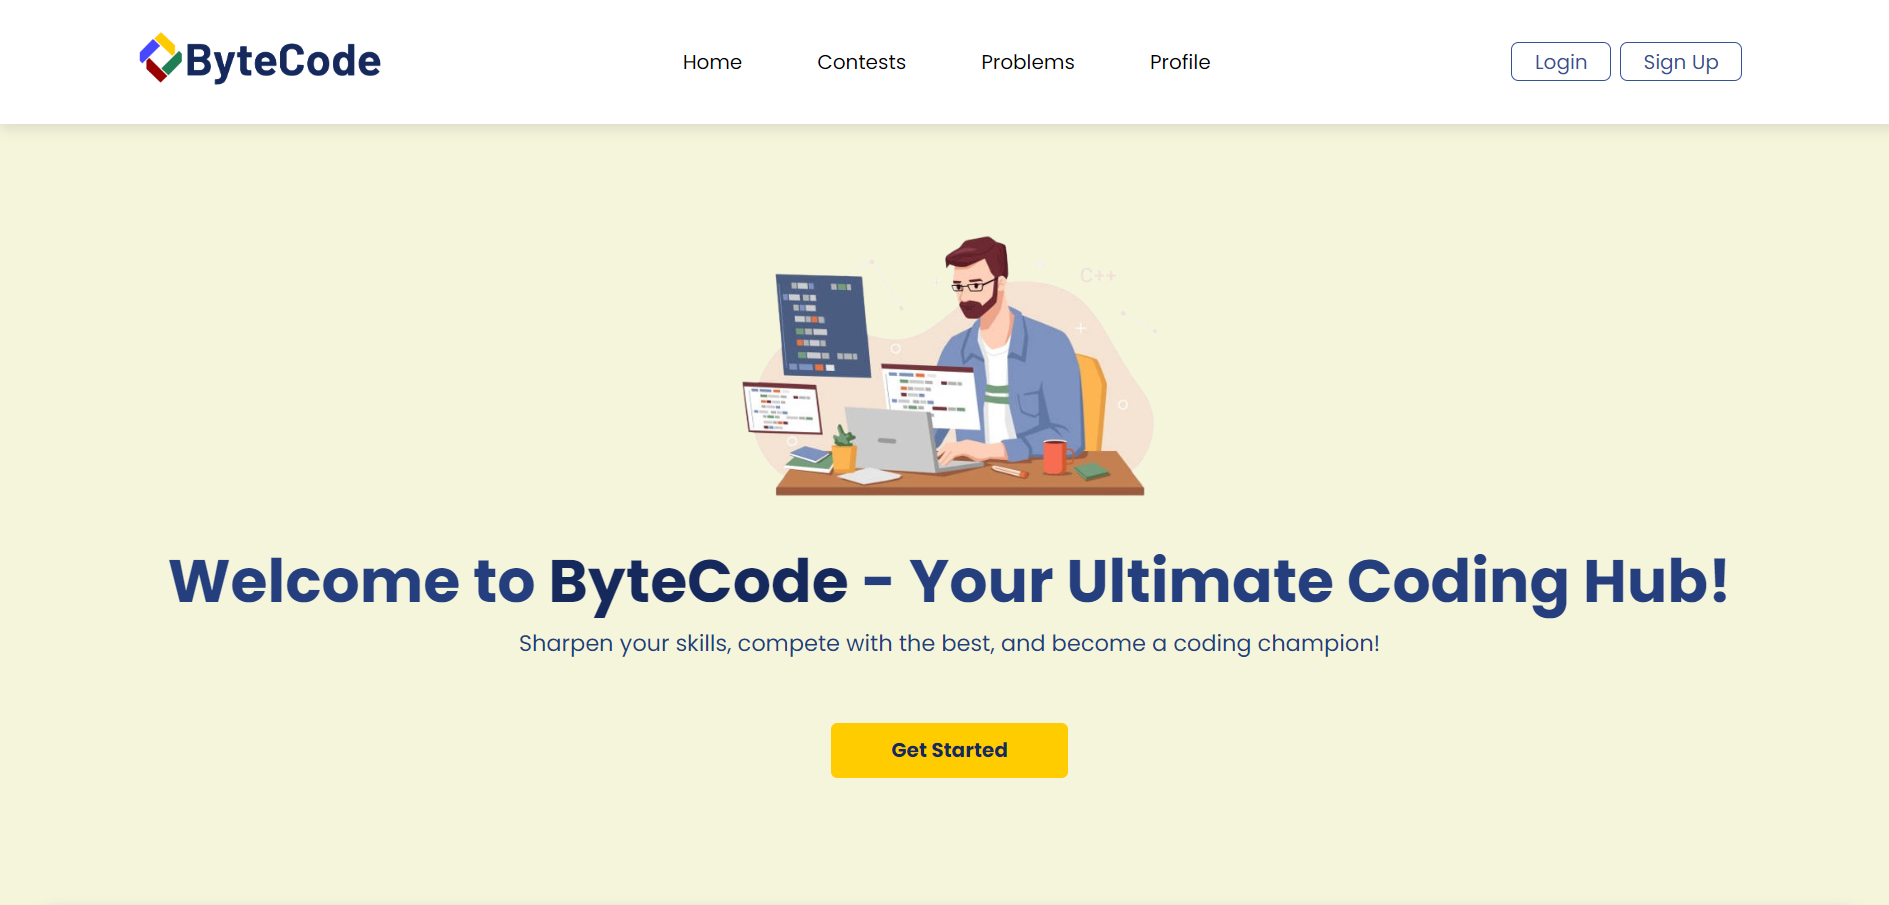 ByteCode
Home Contests Problems Profile
Login Sign Up
C++
Welcome to ByteCode - Your Ultimate Coding Hub!
Sharpen your skills, compete with the best, and become a coding champion!
Get Started